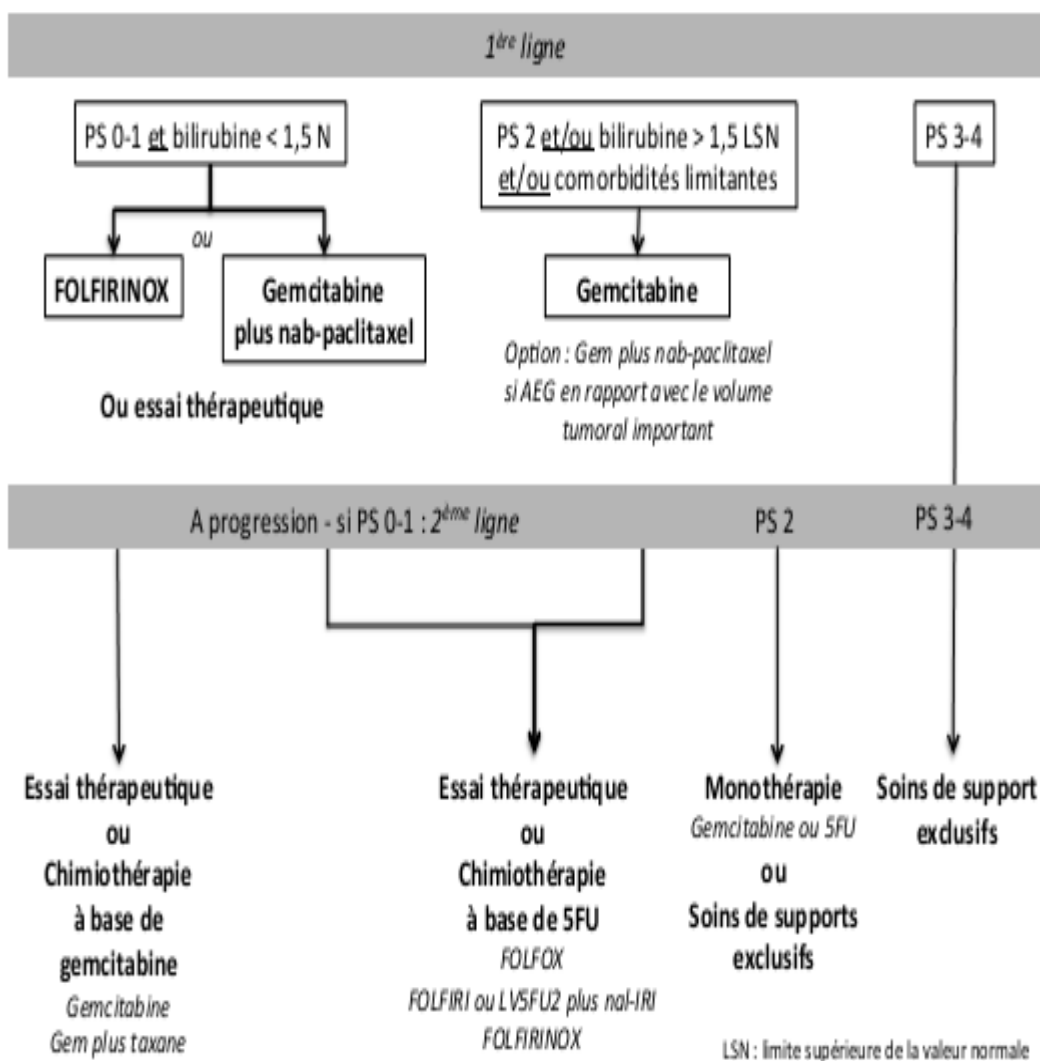 1ère ligne
PS 0-1 et bilirubine < 1,5 N
ou
FOLFIRINOX
Gemcitabine
plus nab-paclitaxel
Ou essai thérapeutique
PS 2 et/ou bilirubine > 1,5 LSN
et/ou comorbidités limitantes
Gemcitabine
Option : Gem plus nab-paclitaxel
si AEG en rapport avec le volume
tumoral important
PS 3-4
A progression - si PS 0-1 : 2ème ligne
PS 2
PS 3-4
Essai thérapeutique
ou
Chimiothérapie
à base de
gemcitabine
Gemcitabine
Gem plus taxane
Essai thérapeutique
ou
Chimiothérapie
à base de 5FU
FOLFOX
FOLFIRI ou LV5FU2 plus nal-IRI
FOLFIRINOX
Monothérapie
Gemcitabine ou 5FU
ou
Soins de supports
exclusifs
Soins de support
exclusifs
LSN : limite supérieure de la valeur normale